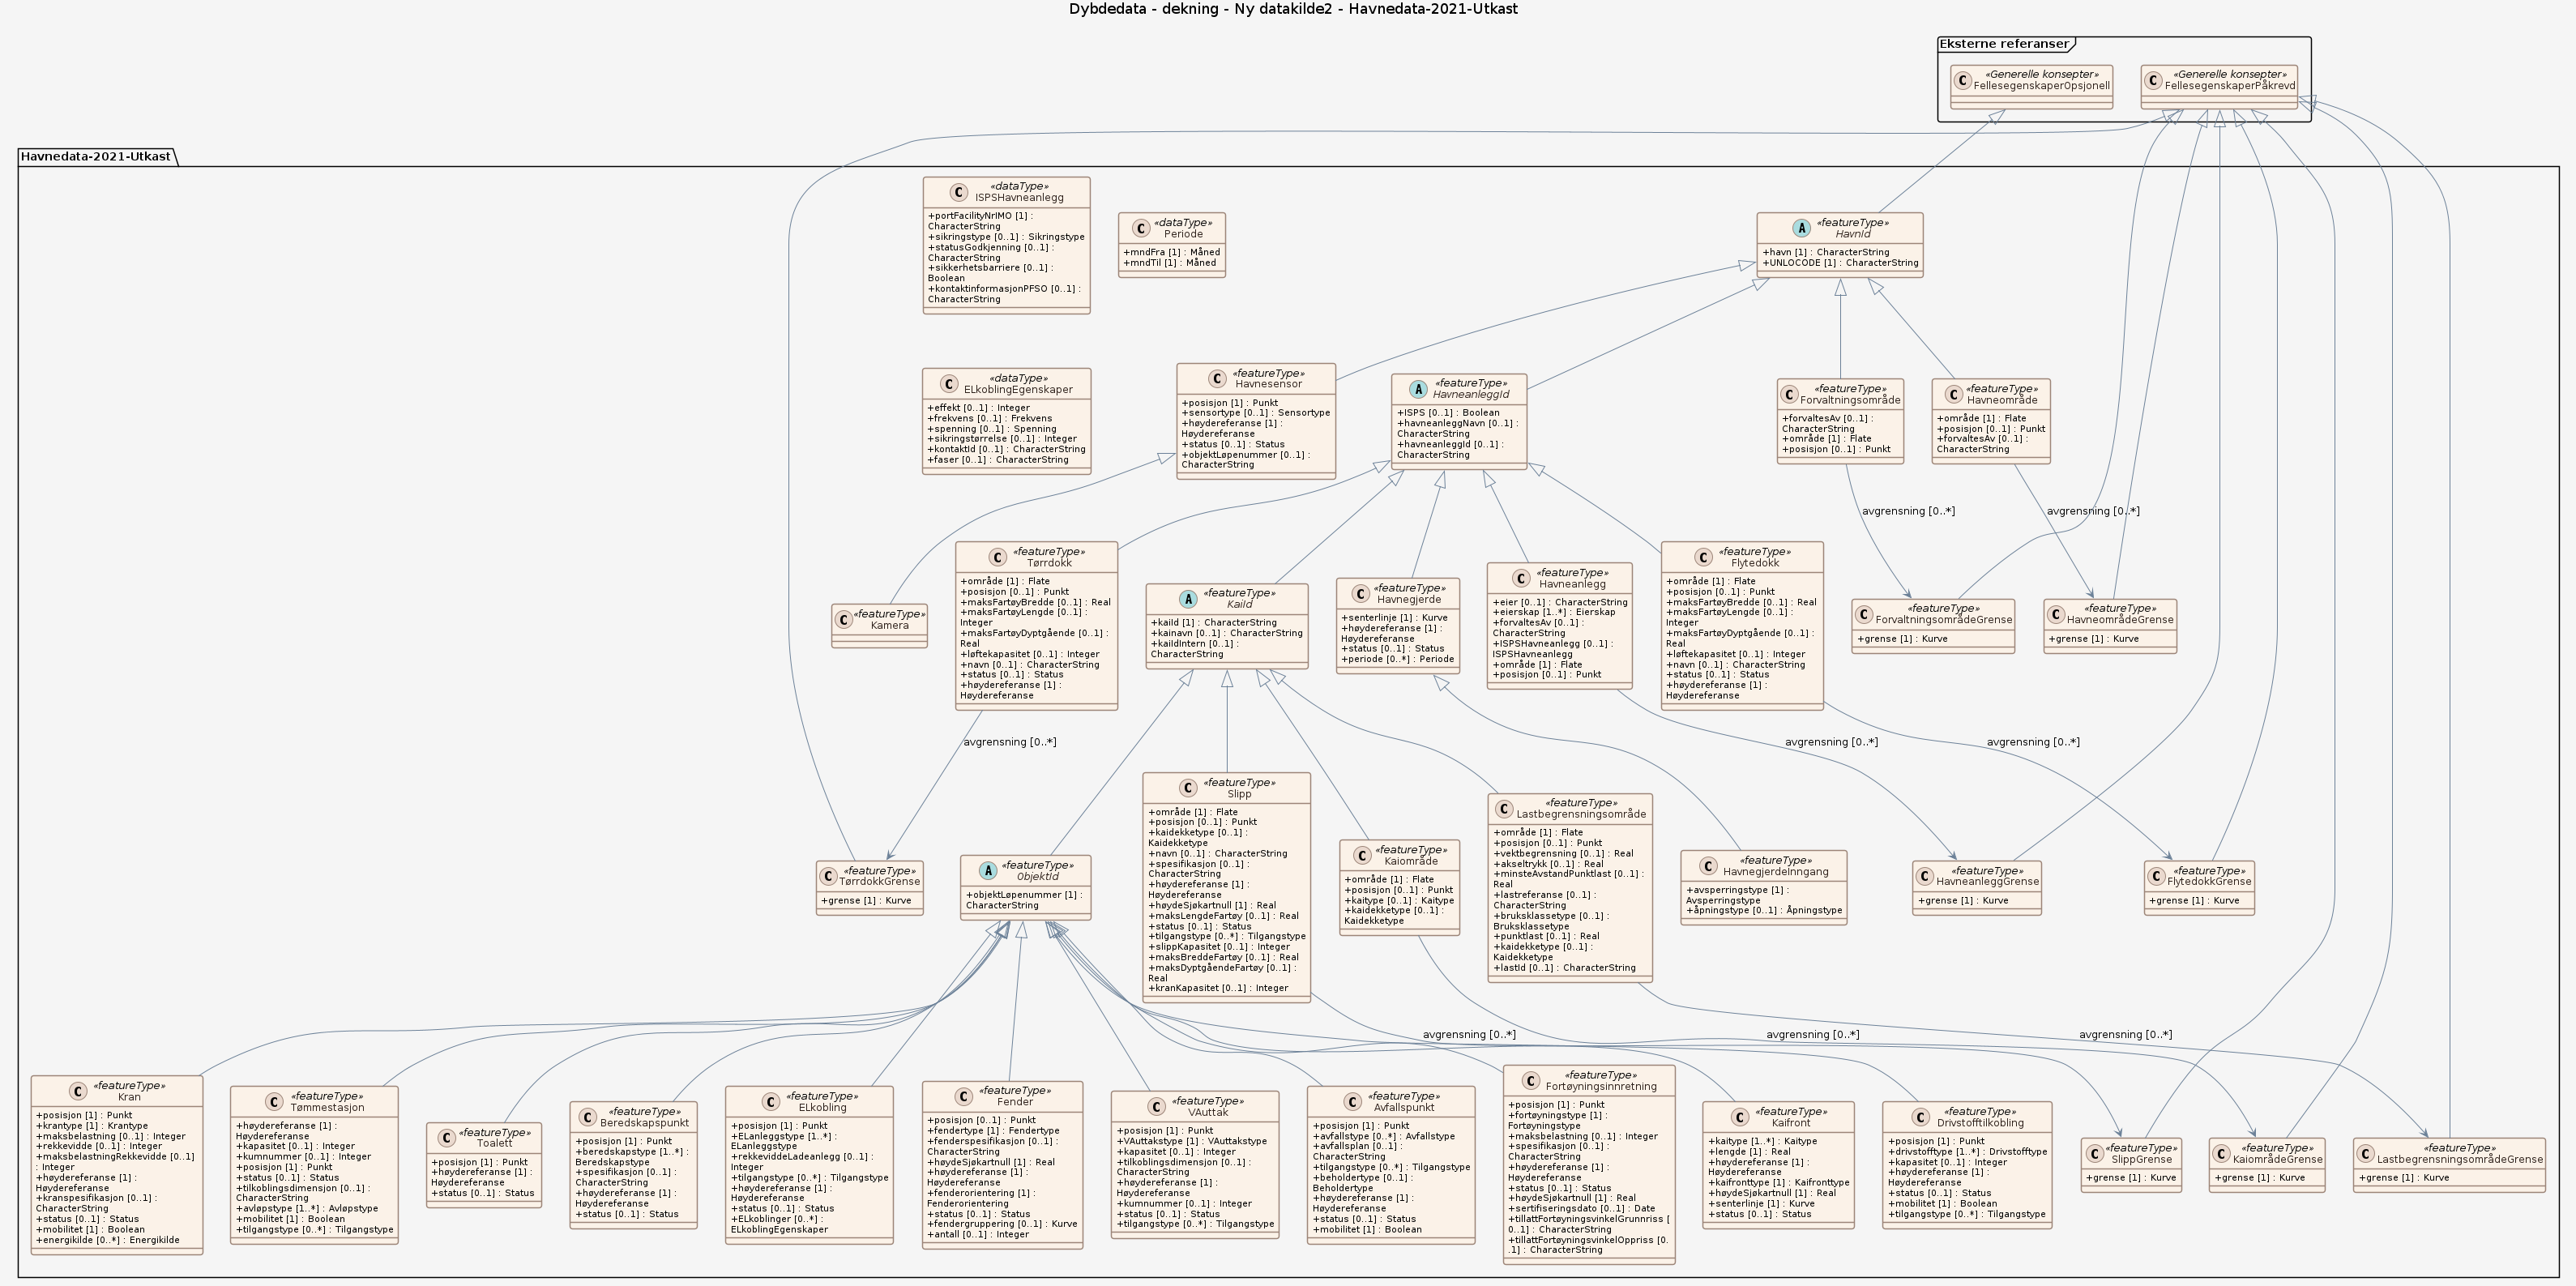 Dybdedata - dekning - Ny datakilde2 - Havnedata-2021-Utkast
Eksterne referanser
«Generelle konsepter»
FellesegenskaperOpsjonell
«Generelle konsepter»
FellesegenskaperPåkrevd
Havnedata-2021-Utkast
«dataType»
ISPSHavneanlegg
+portFacilityNrIMO [1] :
CharacterString
+sikringstype [0..1] : Sikringstype
+statusGodkjenning [0..1] :
CharacterString
+sikkerhetsbarriere [0..1] :
Boolean
+kontaktinformasjonPFSO [0..1] :
CharacterString
«dataType»
Periode
+mndFra [1] : Måned
+mndTil [1] : Måned
«featureType»
HavnId
+havn [1] : CharacterString
+UNLOCODE [1] : CharacterString
«dataType»
ELkoblingEgenskaper
+effekt [0..1] : Integer
+frekvens [0..1] : Frekvens
+spenning [0..1] : Spenning
+sikringstørrelse [0..1] : Integer
+kontaktId [0..1] : CharacterString
+faser [0..1] : CharacterString
«featureType»
Havnesensor
+posisjon [1] : Punkt
+sensortype [0..1] : Sensortype
+høydereferanse [1] :
Høydereferanse
+status [0..1] : Status
+objektLøpenummer [0..1] :
CharacterString
«featureType»
HavneanleggId
+ISPS [0..1] : Boolean
+havneanleggNavn [0..1] :
CharacterString
+havneanleggId [0..1] :
CharacterString
«featureType»
Forvaltningsområde
+forvaltesAv [0..1] :
CharacterString
+område [1] : Flate
+posisjon [0..1] : Punkt
«featureType»
Havneområde
+område [1] : Flate
+posisjon [0..1] : Punkt
+forvaltesAv [0..1] :
CharacterString
avgrensning [0..*]
avgrensning [0..*]
«featureType»
Kamera
«featureType»
Tørrdokk
+område [1] : Flate
+posisjon [0..1] : Punkt
+maksFartøyBredde [0..1] : Real
+maksFartøyLengde [0..1] :
Integer
+maksFartøyDyptgående [0..1] :
Real
+løftekapasitet [0..1] : Integer
+navn [0..1] : CharacterString
+status [0..1] : Status
+høydereferanse [1] :
Høydereferanse
«featureType»
KaiId
+kaiId [1] : CharacterString
+kainavn [0..1] : CharacterString
+kaiIdIntern [0..1] :
CharacterString
«featureType»
Havnegjerde
+senterlinje [1] : Kurve
+høydereferanse [1] :
Høydereferanse
+status [0..1] : Status
+periode [0..*] : Periode
«featureType»
Havneanlegg
+eier [0..1] : CharacterString
+eierskap [1..*] : Eierskap
+forvaltesAv [0..1] :
CharacterString
+ISPSHavneanlegg [0..1] :
ISPSHavneanlegg
+område [1] : Flate
+posisjon [0..1] : Punkt
«featureType»
Flytedokk
+område [1] : Flate
+posisjon [0..1] : Punkt
+maksFartøyBredde [0..1] : Real
+maksFartøyLengde [0..1] :
Integer
+maksFartøyDyptgående [0..1] :
Real
+løftekapasitet [0..1] : Integer
+navn [0..1] : CharacterString
+status [0..1] : Status
+høydereferanse [1] :
Høydereferanse
«featureType»
ForvaltningsområdeGrense
+grense [1] : Kurve
«featureType»
HavneområdeGrense
+grense [1] : Kurve
avgrensning [0..*]
avgrensning [0..*]
avgrensning [0..*]
«featureType»
TørrdokkGrense
+grense [1] : Kurve
«featureType»
ObjektId
+objektLøpenummer [1] :
CharacterString
«featureType»
Slipp
+område [1] : Flate
+posisjon [0..1] : Punkt
+kaidekketype [0..1] :
Kaidekketype
+navn [0..1] : CharacterString
+spesifikasjon [0..1] :
CharacterString
+høydereferanse [1] :
Høydereferanse
+høydeSjøkartnull [1] : Real
+maksLengdeFartøy [0..1] : Real
+status [0..1] : Status
+tilgangstype [0..*] : Tilgangstype
+slippKapasitet [0..1] : Integer
+maksBreddeFartøy [0..1] : Real
+maksDyptgåendeFartøy [0..1] :
Real
+kranKapasitet [0..1] : Integer
«featureType»
Kaiområde
+område [1] : Flate
+posisjon [0..1] : Punkt
+kaitype [0..1] : Kaitype
+kaidekketype [0..1] :
Kaidekketype
«featureType»
Lastbegrensningsområde
+område [1] : Flate
+posisjon [0..1] : Punkt
+vektbegrensning [0..1] : Real
+akseltrykk [0..1] : Real
+minsteAvstandPunktlast [0..1] :
Real
+lastreferanse [0..1] :
CharacterString
+bruksklassetype [0..1] :
Bruksklassetype
+punktlast [0..1] : Real
+kaidekketype [0..1] :
Kaidekketype
+lastId [0..1] : CharacterString
«featureType»
HavnegjerdeInngang
+avsperringstype [1] :
Avsperringstype
+åpningstype [0..1] : Åpningstype
«featureType»
HavneanleggGrense
+grense [1] : Kurve
«featureType»
FlytedokkGrense
+grense [1] : Kurve
avgrensning [0..*]
avgrensning [0..*]
avgrensning [0..*]
«featureType»
Kran
+posisjon [1] : Punkt
+krantype [1] : Krantype
+maksbelastning [0..1] : Integer
+rekkevidde [0..1] : Integer
+maksbelastningRekkevidde [0..1]
: Integer
+høydereferanse [1] :
Høydereferanse
+kranspesifikasjon [0..1] :
CharacterString
+status [0..1] : Status
+mobilitet [1] : Boolean
+energikilde [0..*] : Energikilde
«featureType»
Tømmestasjon
+høydereferanse [1] :
Høydereferanse
+kapasitet [0..1] : Integer
+kumnummer [0..1] : Integer
+posisjon [1] : Punkt
+status [0..1] : Status
+tilkoblingsdimensjon [0..1] :
CharacterString
+avløpstype [1..*] : Avløpstype
+mobilitet [1] : Boolean
+tilgangstype [0..*] : Tilgangstype
«featureType»
Toalett
+posisjon [1] : Punkt
+høydereferanse [1] :
Høydereferanse
+status [0..1] : Status
«featureType»
Beredskapspunkt
+posisjon [1] : Punkt
+beredskapstype [1..*] :
Beredskapstype
+spesifikasjon [0..1] :
CharacterString
+høydereferanse [1] :
Høydereferanse
+status [0..1] : Status
«featureType»
ELkobling
+posisjon [1] : Punkt
+ELanleggstype [1..*] :
ELanleggstype
+rekkeviddeLadeanlegg [0..1] :
Integer
+tilgangstype [0..*] : Tilgangstype
+høydereferanse [1] :
Høydereferanse
+status [0..1] : Status
+ELkoblinger [0..*] :
ELkoblingEgenskaper
«featureType»
Fender
+posisjon [0..1] : Punkt
+fendertype [1] : Fendertype
+fenderspesifikasjon [0..1] :
CharacterString
+høydeSjøkartnull [1] : Real
+høydereferanse [1] :
Høydereferanse
+fenderorientering [1] :
Fenderorientering
+status [0..1] : Status
+fendergruppering [0..1] : Kurve
+antall [0..1] : Integer
«featureType»
VAuttak
+posisjon [1] : Punkt
+VAuttakstype [1] : VAuttakstype
+kapasitet [0..1] : Integer
+tilkoblingsdimensjon [0..1] :
CharacterString
+høydereferanse [1] :
Høydereferanse
+kumnummer [0..1] : Integer
+status [0..1] : Status
+tilgangstype [0..*] : Tilgangstype
«featureType»
Avfallspunkt
+posisjon [1] : Punkt
+avfallstype [0..*] : Avfallstype
+avfallsplan [0..1] :
CharacterString
+tilgangstype [0..*] : Tilgangstype
+beholdertype [0..1] :
Beholdertype
+høydereferanse [1] :
Høydereferanse
+status [0..1] : Status
+mobilitet [1] : Boolean
«featureType»
Fortøyningsinnretning
+posisjon [1] : Punkt
+fortøyningstype [1] :
Fortøyningstype
+maksbelastning [0..1] : Integer
+spesifikasjon [0..1] :
CharacterString
+høydereferanse [1] :
Høydereferanse
+status [0..1] : Status
+høydeSjøkartnull [1] : Real
+sertifiseringsdato [0..1] : Date
+tillattFortøyningsvinkelGrunnriss [
0..1] : CharacterString
+tillattFortøyningsvinkelOppriss [0.
.1] : CharacterString
«featureType»
Kaifront
+kaitype [1..*] : Kaitype
+lengde [1] : Real
+høydereferanse [1] :
Høydereferanse
+kaifronttype [1] : Kaifronttype
+høydeSjøkartnull [1] : Real
+senterlinje [1] : Kurve
+status [0..1] : Status
«featureType»
Drivstofftilkobling
+posisjon [1] : Punkt
+drivstofftype [1..*] : Drivstofftype
+kapasitet [0..1] : Integer
+høydereferanse [1] :
Høydereferanse
+status [0..1] : Status
+mobilitet [1] : Boolean
+tilgangstype [0..*] : Tilgangstype
«featureType»
SlippGrense
+grense [1] : Kurve
«featureType»
KaiområdeGrense
+grense [1] : Kurve
«featureType»
LastbegrensningsområdeGrense
+grense [1] : Kurve